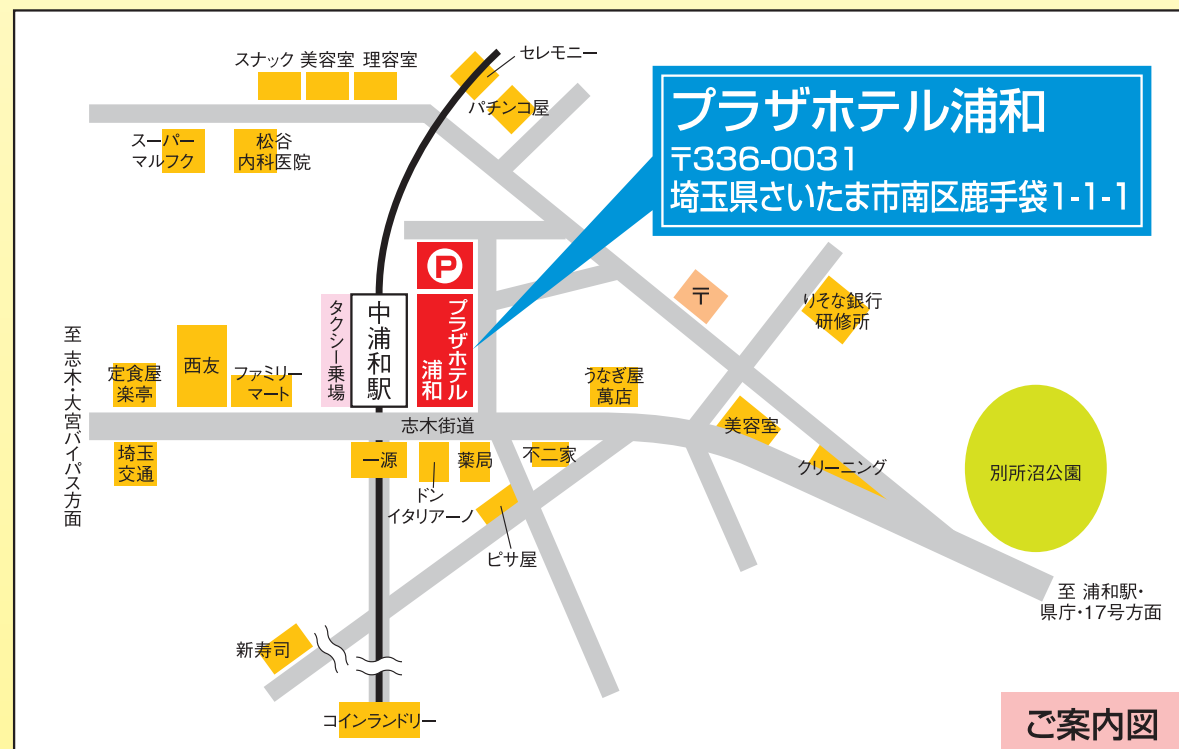 スナック
美容室
理容室
セレモニー
パチンコ屋
スーパー
マルフク
松谷
内科医院
プラザホテル浦和
〒336-0031
埼玉県さいたま市南区鹿手袋1-1-1
P
プラザホテル
浦和
中浦和駅
タクシー乗場
〒
りそな銀行
研修所
至 志木・大宮バイパス方面
定食屋
楽亭
西友
ファミリー
マート
うなぎ屋
萬店
志木街道
美容室
埼玉
交通
一源
ドン
イタリアーノ
薬局
不二家
クリーニング
別所沼公園
ピサ屋
至 浦和駅・
県庁・17号方面
新寿司
コインランドリー
ご案内図